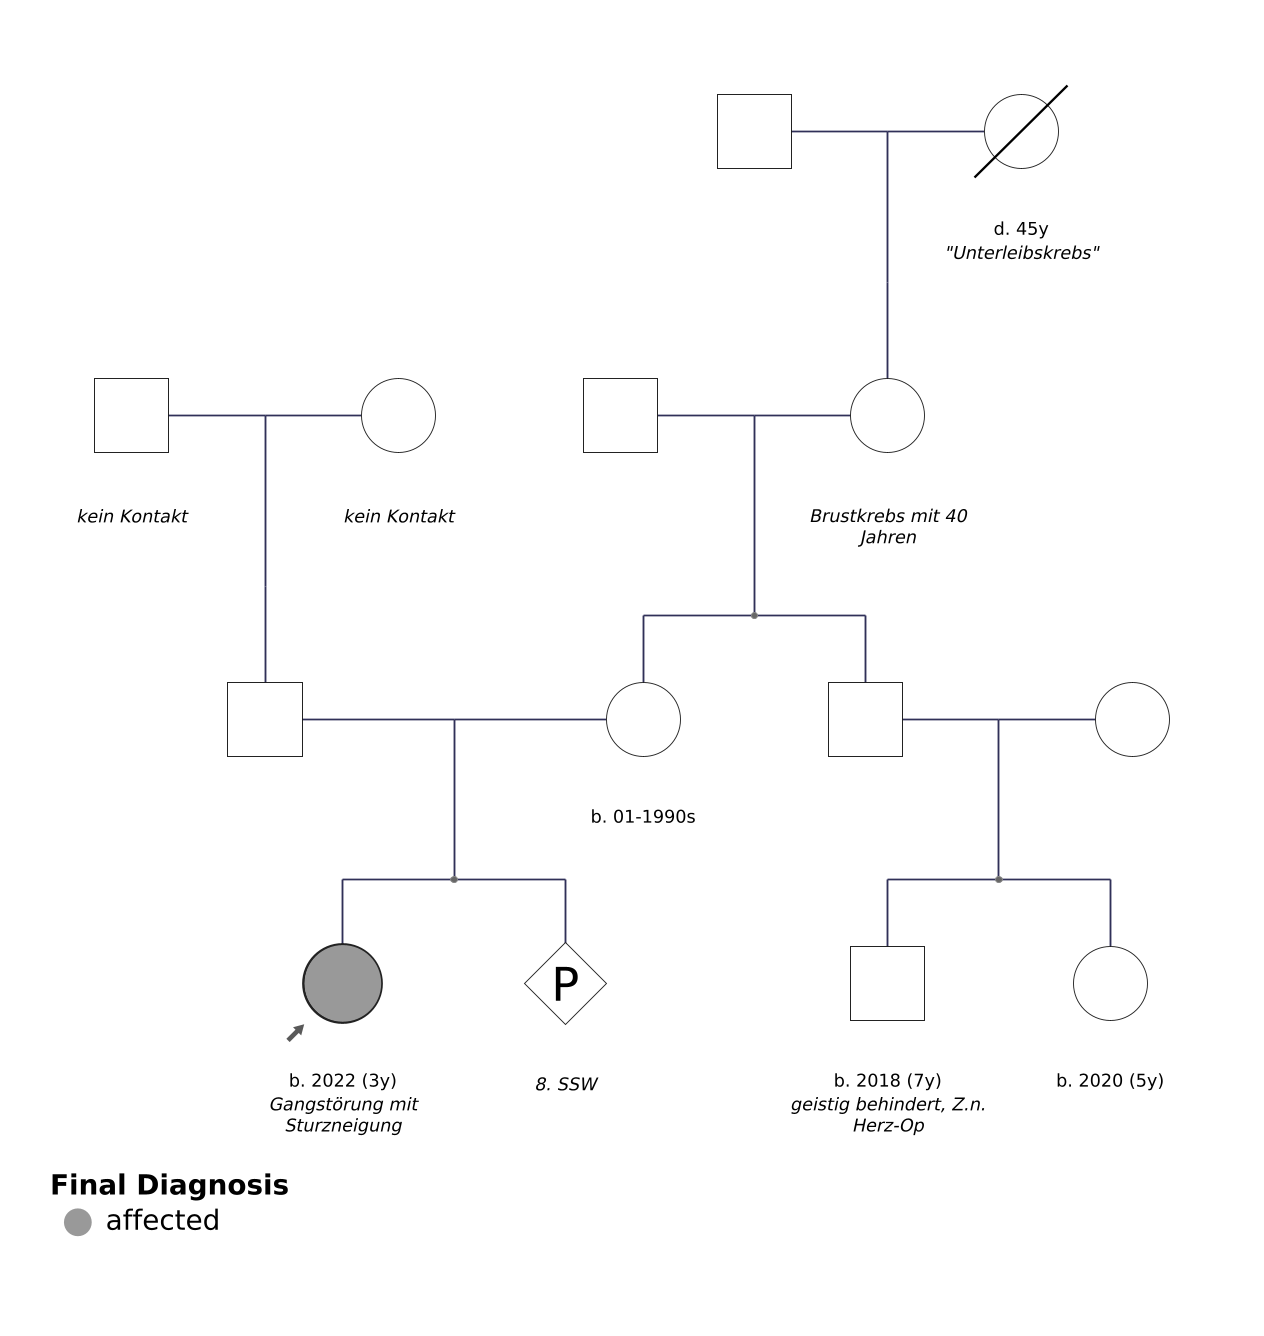 d. 45y
"Unterleibskrebs"
kein Kontakt
kein Kontakt
Brustkrebs mit 40
Jahren
b. 01-1990s
P
b. 2022 (3y)
Gangstörung mit
Sturzneigung
8. SSW
b. 2018 (7y)
geistig behindert, Z.n.
Herz-Op
b. 2020 (5y)
Final Diagnosis
affected